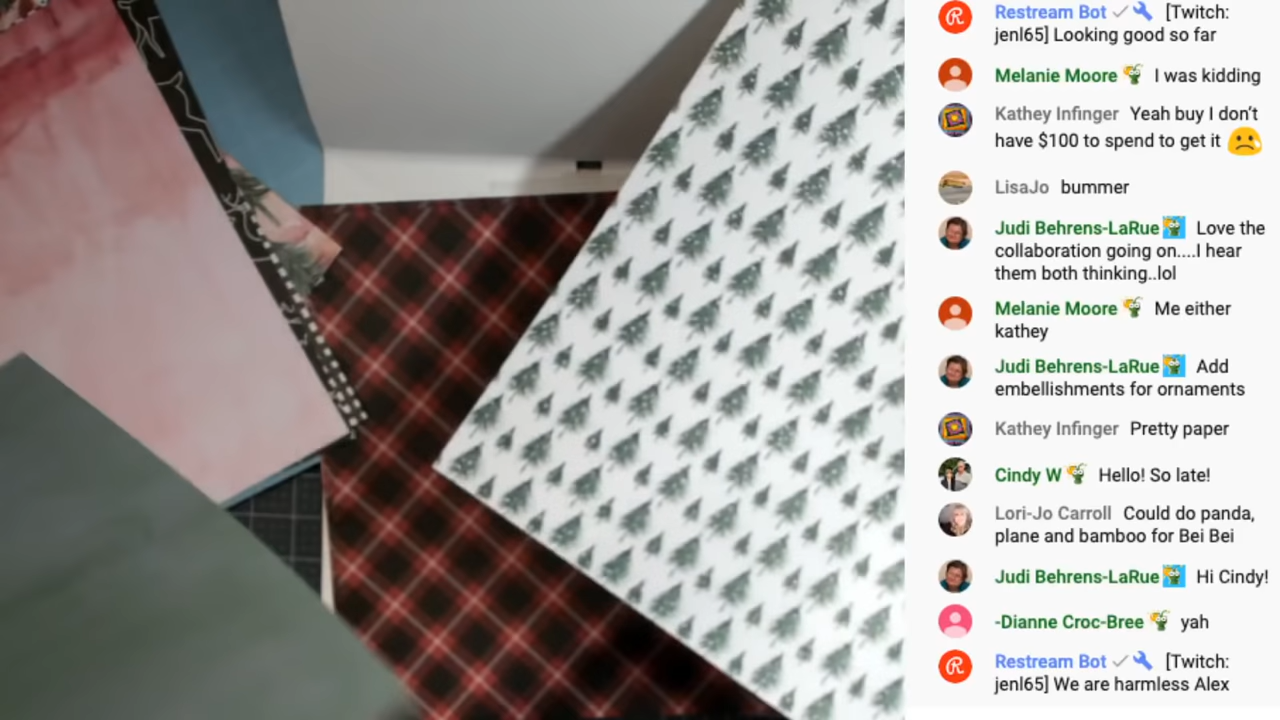 Restream Bot [Twitch:
jenl65] Looking good so far
Melanie Moore I was kidding
Kathey Infinger Yeah buy I don't
have $100 to spend to get it
LisaJo bummer
Judi Behrens-LaRue Love the
collaboration going on....I hear
them both thinking..lol
Melanie Moore Me either
kathey
Judi Behrens-LaRue Add
embellishments for ornaments
Kathey Infinger Pretty paper
Cindy W Hello! So late!
Lori-Jo Carroll Could do panda,
plane and bamboo for Bei Bei
Judi Behrens-LaRue Hi Cindy!
-Dianne Croc-Bree yah
Restream Bot [Twitch:
jenl65] We are harmless Alex